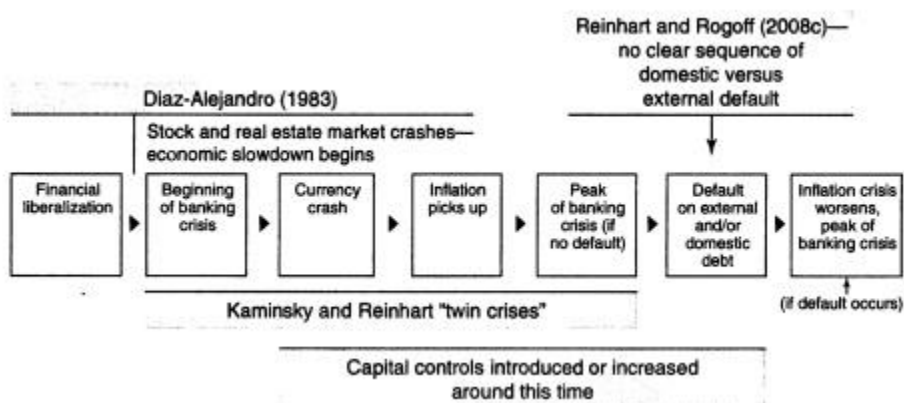 Reinhart and Rogoff (2008c)—
no clear sequence of
domestic versus
external default
Diaz-Alejandro (1983)
Stock and real estate market crashes—
economic slowdown begins
Financial
liberalization
Beginning
of banking
crisis
Currency
crash
Inflation
picks up
Peak
of banking
crisis (if
no default)
Default
on external
and/or
domestic
debt
Inflation crisis
worsens,
peak of
banking crisis
(if default occurs)
Kaminsky and Reinhart "twin crises"
Capital controls introduced or increased
around this time